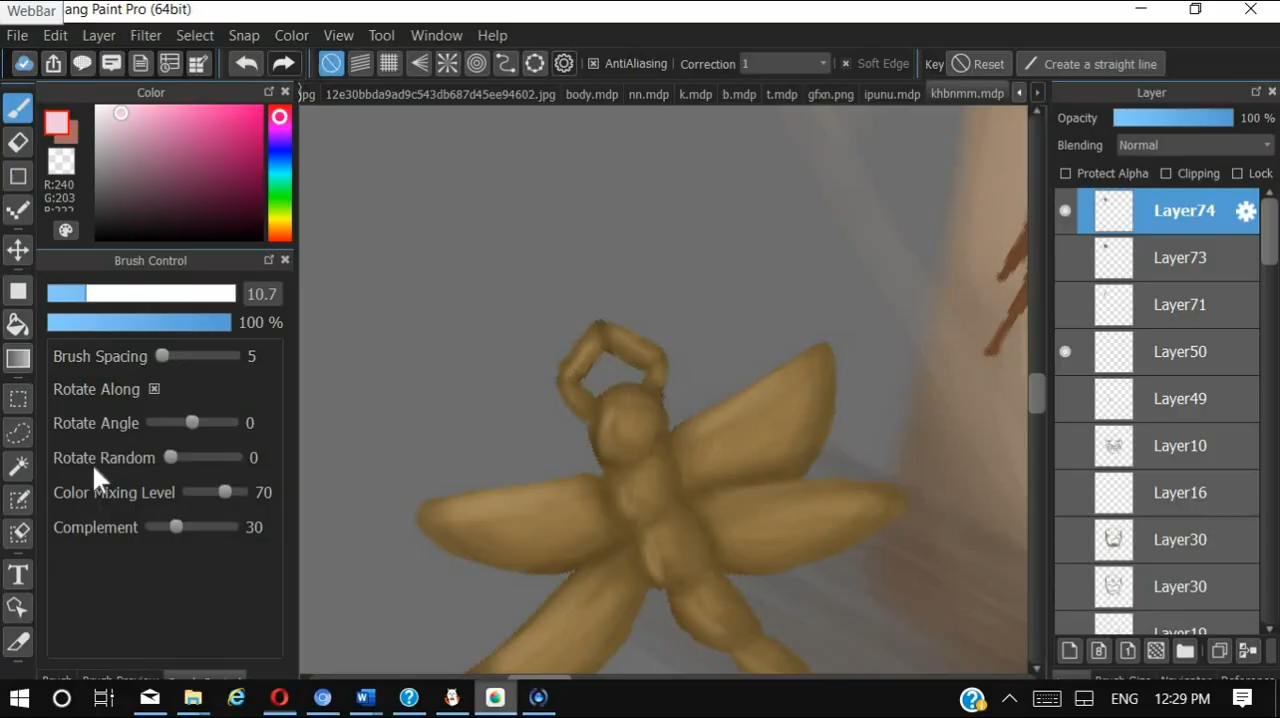 WebBar
ang Paint Pro (64bit)
File Edit Layer Filter Select Snap Color View Tool Window Help
AntiAliasing Correction 1 Soft Edge Key Reset Create a straight line
Color
jpg 12e30bbda9ad9c543db687d45ee94602.jpg body.mdp nn.mdp k.mdp b.mdp t.mdp gfxn.png ipunu.mdp khbnmm.mdp
Layer
Opacity 100 %
Blending Normal
Protect Alpha Clipping Lock
R:240
G:203
B:222
Layer74
Layer73
Layer71
Layer50
Layer49
Layer10
Layer16
Layer30
Layer30
Layer19
Brush Control
10.7
100 %
Brush Spacing 5
Rotate Along
Rotate Angle 0
Rotate Random 0
Color Mixing Level 70
Complement 30
8 1
T
ENG 12:29 PM